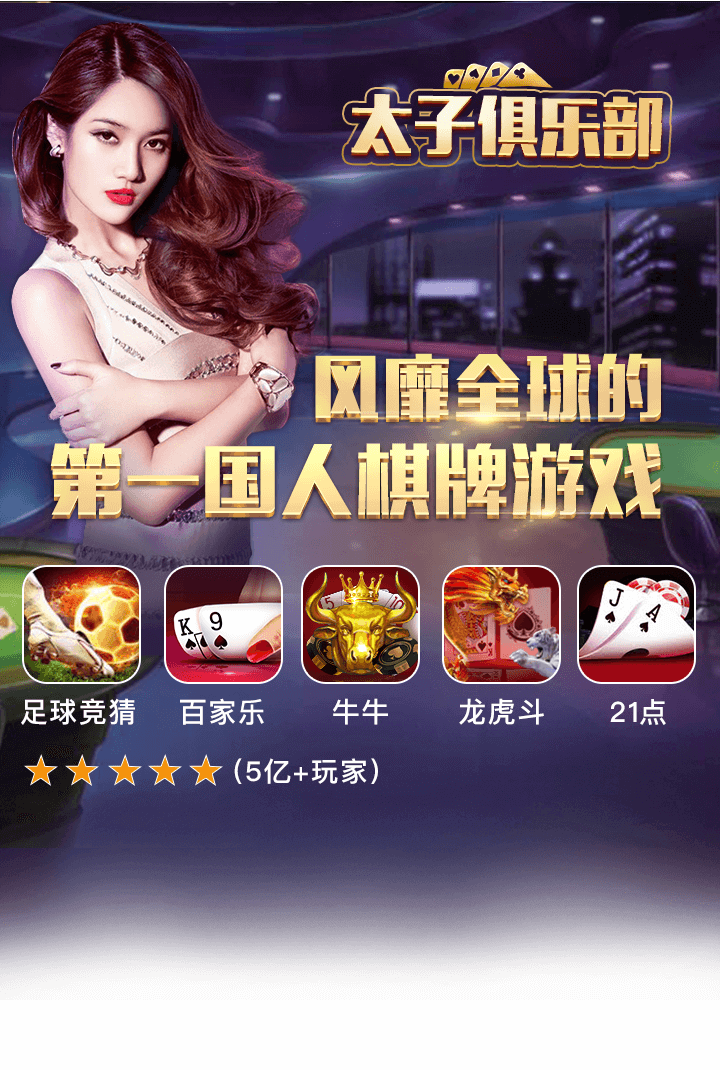 太子俱乐部
风靡全球的
第一国人棋牌游戏
足球竞猜 百家乐 牛牛 龙虎斗 21点
(5亿+玩家)